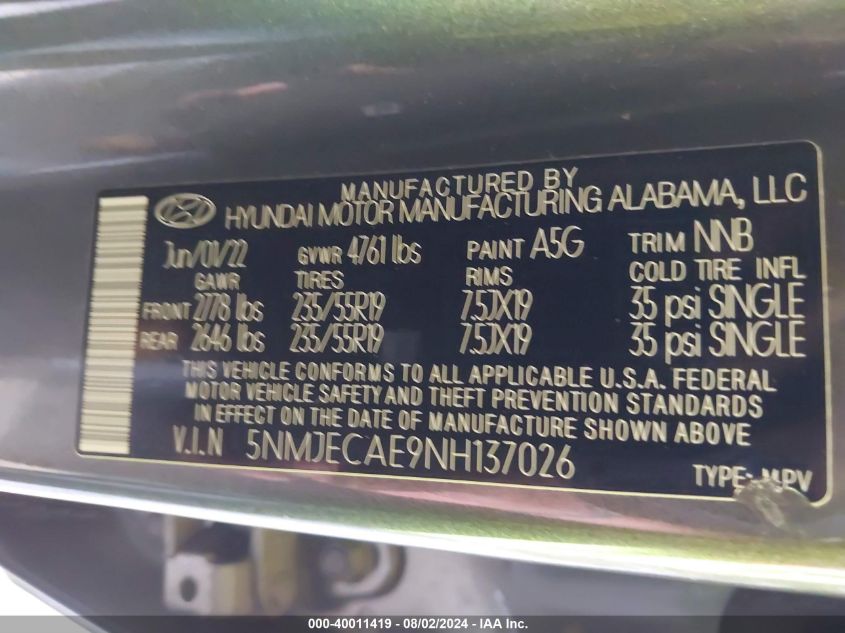 MANUFACTURED BY
HYUNDAI MOTOR MANUFACTURING ALABAMA, LLC
Jun/01/22 GVWR 4761 lbs PAINT A5G TRIM NNB
GAWR TIRES RIMS COLD TIRE INFL
FRONT 2778 lbs 235/55R19 7.5JX19 35 psi SINGLE
REAR 2646 lbs 235/55R19 7.5JX19 35 psi SINGLE
THIS VEHICLE CONFORMS TO ALL APPLICABLE U.S.A. FEDERAL
MOTOR VEHICLE SAFETY AND THEFT PREVENTION STANDARDS
IN EFFECT ON THE DATE OF MANUFACTURE SHOWN ABOVE
V.I.N 5NMJECAE9NH137026
TYPE: MPV
000-40011419 - 08/02/2024 - IAA Inc.